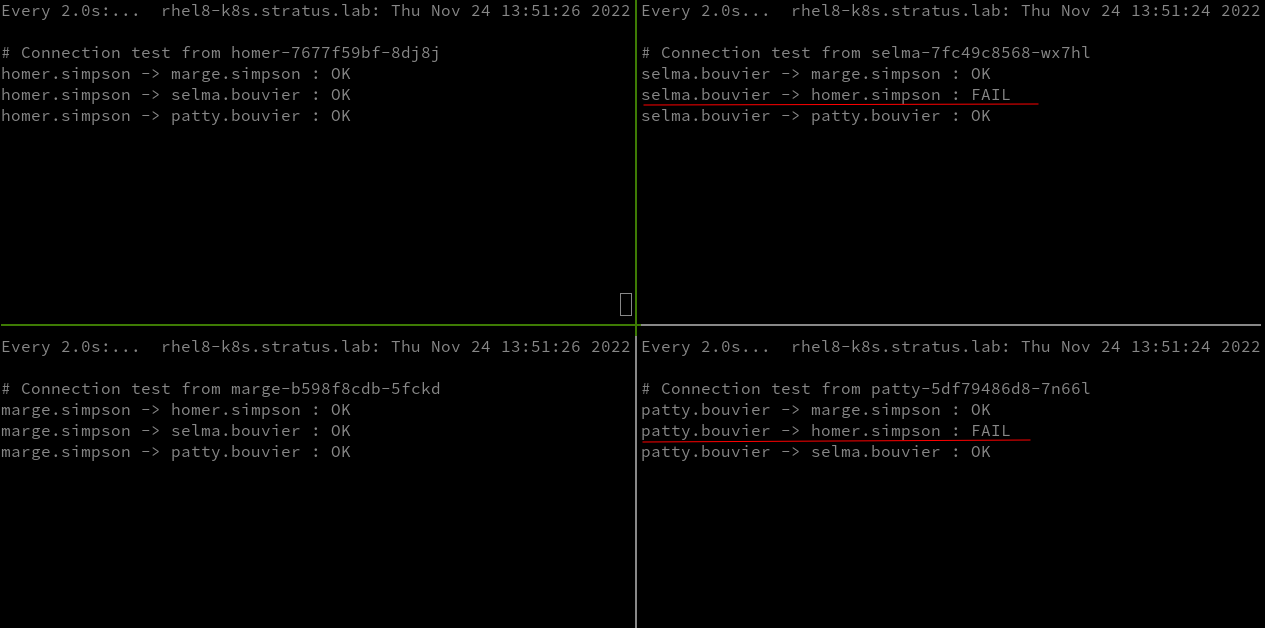 Every 2.0s:...  rhel8-k8s.stratus.lab: Thu Nov 24 13:51:26 2022
# Connection test from homer-7677f59bf-8dj8j
homer.simpson -> marge.simpson : OK
homer.simpson -> selma.bouvier : OK
homer.simpson -> patty.bouvier : OK
Every 2.0s...  rhel8-k8s.stratus.lab: Thu Nov 24 13:51:24 2022
# Connection test from selma-7fc49c8568-wx7hl
selma.bouvier -> marge.simpson : OK
selma.bouvier -> homer.simpson : FAIL
selma.bouvier -> patty.bouvier : OK
Every 2.0s:...  rhel8-k8s.stratus.lab: Thu Nov 24 13:51:26 2022
# Connection test from marge-b598f8cdb-5fckd
marge.simpson -> homer.simpson : OK
marge.simpson -> selma.bouvier : OK
marge.simpson -> patty.bouvier : OK
Every 2.0s...  rhel8-k8s.stratus.lab: Thu Nov 24 13:51:24 2022
# Connection test from patty-5df79486d8-7n66l
patty.bouvier -> marge.simpson : OK
patty.bouvier -> homer.simpson : FAIL
patty.bouvier -> selma.bouvier : OK